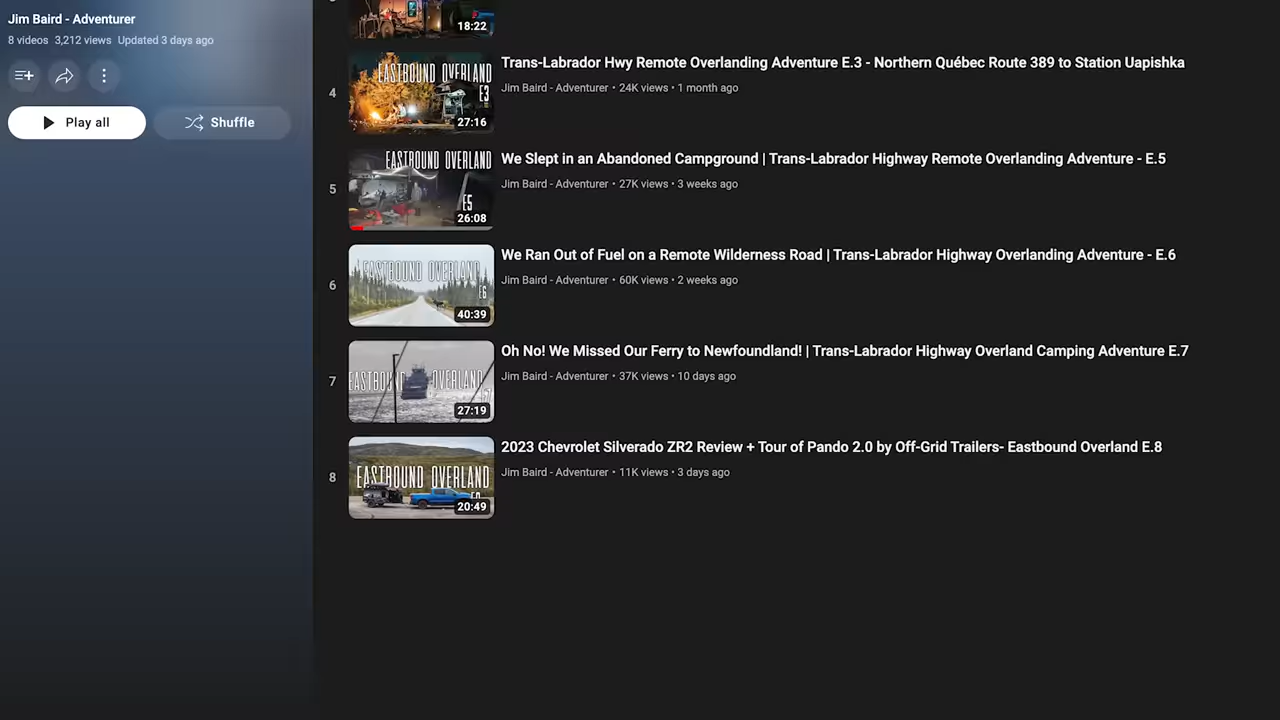 Jim Baird - Adventurer
8 videos 3,212 views Updated 3 days ago
Play all
Shuffle
18:22
4
EASTBOUND OVERLAND
E3
27:16
Trans-Labrador Hwy Remote Overlanding Adventure E.3 - Northern Québec Route 389 to Station Uapishka
Jim Baird - Adventurer • 24K views • 1 month ago
5
EASTBOUND OVERLAND
E5
26:08
We Slept in an Abandoned Campground | Trans-Labrador Highway Remote Overlanding Adventure - E.5
Jim Baird - Adventurer • 27K views • 3 weeks ago
6
EASTBOUND OVERLAND
E6
40:39
We Ran Out of Fuel on a Remote Wilderness Road | Trans-Labrador Highway Overlanding Adventure - E.6
Jim Baird - Adventurer • 60K views • 2 weeks ago
7
EASTBOUND OVERLAND
27:19
Oh No! We Missed Our Ferry to Newfoundland! | Trans-Labrador Highway Overland Camping Adventure E.7
Jim Baird - Adventurer • 37K views • 10 days ago
8
EASTBOUND OVERLAND
20:49
2023 Chevrolet Silverado ZR2 Review + Tour of Pando 2.0 by Off-Grid Trailers- Eastbound Overland E.8
Jim Baird - Adventurer • 11K views • 3 days ago